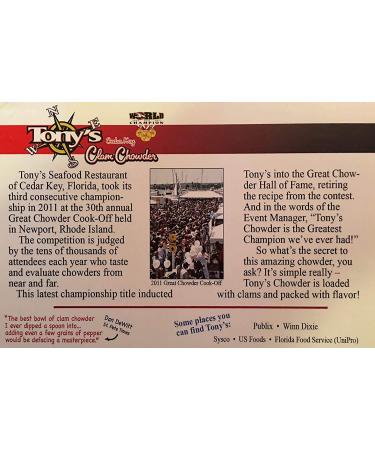 N
E
W
WORLD
CHAMPION
Tony's
Cedar Key
Clam Chowder
Tony's Seafood Restaurant
of Cedar Key, Florida, took its
third consecutive champion-
ship in 2011 at the 30th annual
Great Chowder Cook-Off held
in Newport, Rhode Island.
The competition is judged
by the tens of thousands of
attendees each year who taste
and evaluate chowders from
near and far.
This latest championship title inducted
2011 Great Chowder Cook-Off
Tony's into the Great Chow-
der Hall of Fame, retiring
the recipe from the contest.
And in the words of the
Event Manager, "Tony's
Chowder is the Greatest
Champion we've ever had!"
So what's the secret to
this amazing chowder, you
ask? It's simple really –
Tony's Chowder is loaded
with clams and packed with flavor!
"The best bowl of clam chowder
I ever dipped a spoon into...
adding even a few grains of pepper
would be defacing a masterpiece."
Dan DeWitt
St. Pete Times
Some places you
can find Tony's:
Publix • Winn Dixie
Sysco • US Foods • Florida Food Service (UniPro)